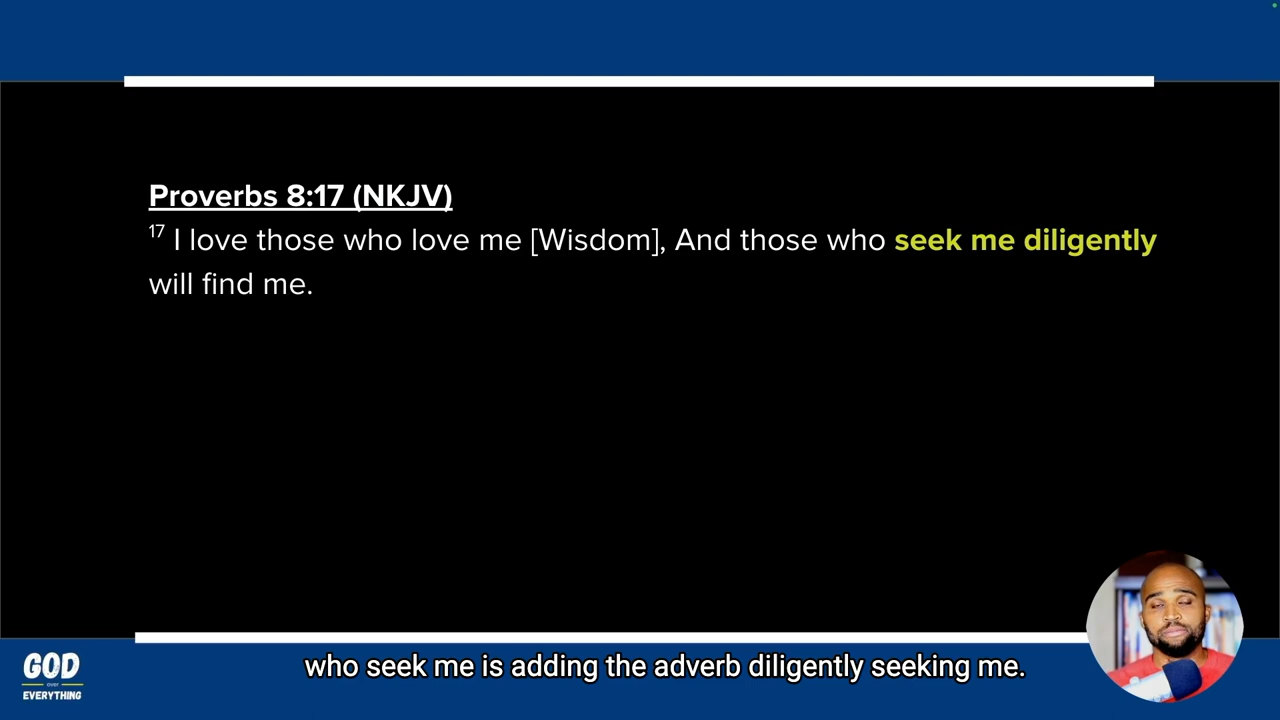 Proverbs 8:17 (NKJV)
17 I love those who love me [Wisdom], And those who seek me diligently
will find me.
who seek me is adding the adverb diligently seeking me.
GOD
OVER
EVERYTHING